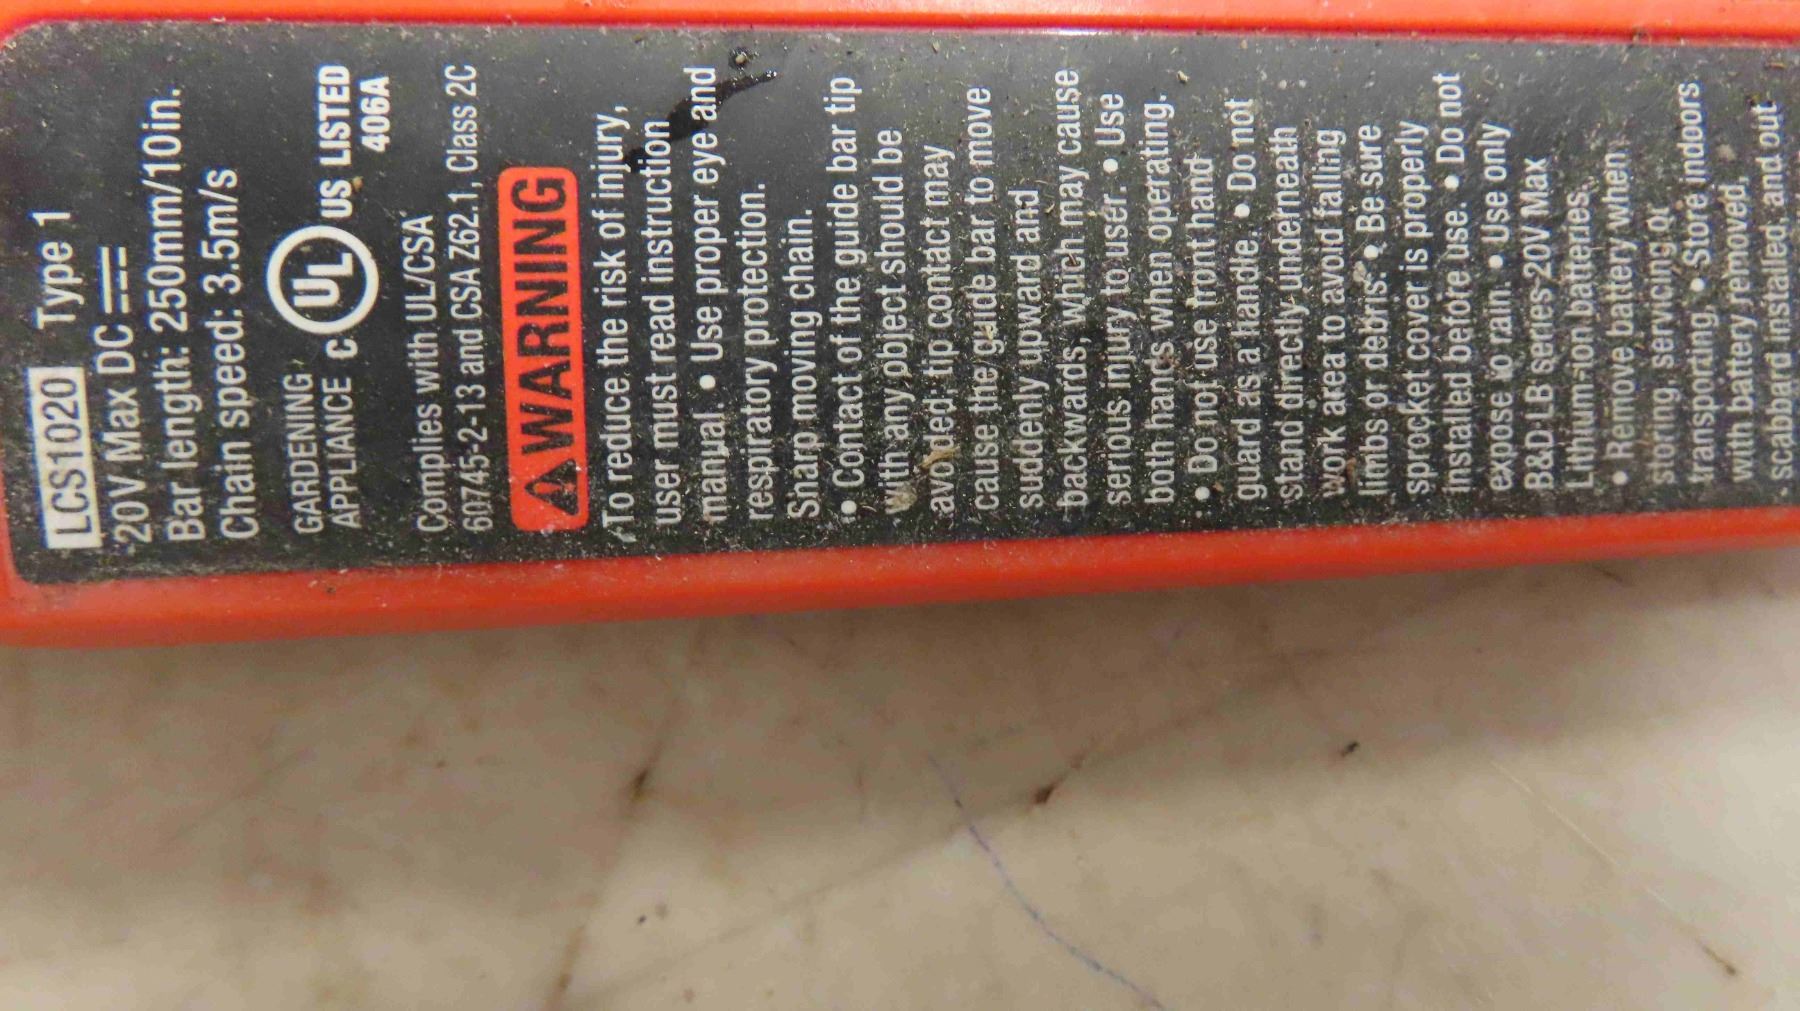 LCS1020 Type 1
20V Max DC
Bar length: 250mm/10in.
Chain speed: 3.5m/s
GARDENING
APPLIANCE
C UL US LISTED
406A
Complies with UL/CSA
60745-2-13 and CSA Z62.1, Class 2C
WARNING
To reduce the risk of injury,
user must read instruction
manual. • Use proper eye and
respiratory protection.
Sharp moving chain.
• Contact of the guide bar tip
with any object should be
avoided; tip contact may
cause the guide bar to move
suddenly upward and
backwards, which may cause
serious injury to user. • Use
both hands when operating.
• Do not use front hand
guard as a handle. • Do not
stand directly underneath
work area to avoid falling
limbs or debris. • Be sure
sprocket cover is properly
installed before use. • Do not
expose to rain. • Use only
B&D LB series-20V Max
Lithium-ion batteries.
• Remove battery when
storing, servicing or
transporting. • Store indoors
with battery removed,
scabbard installed, and out